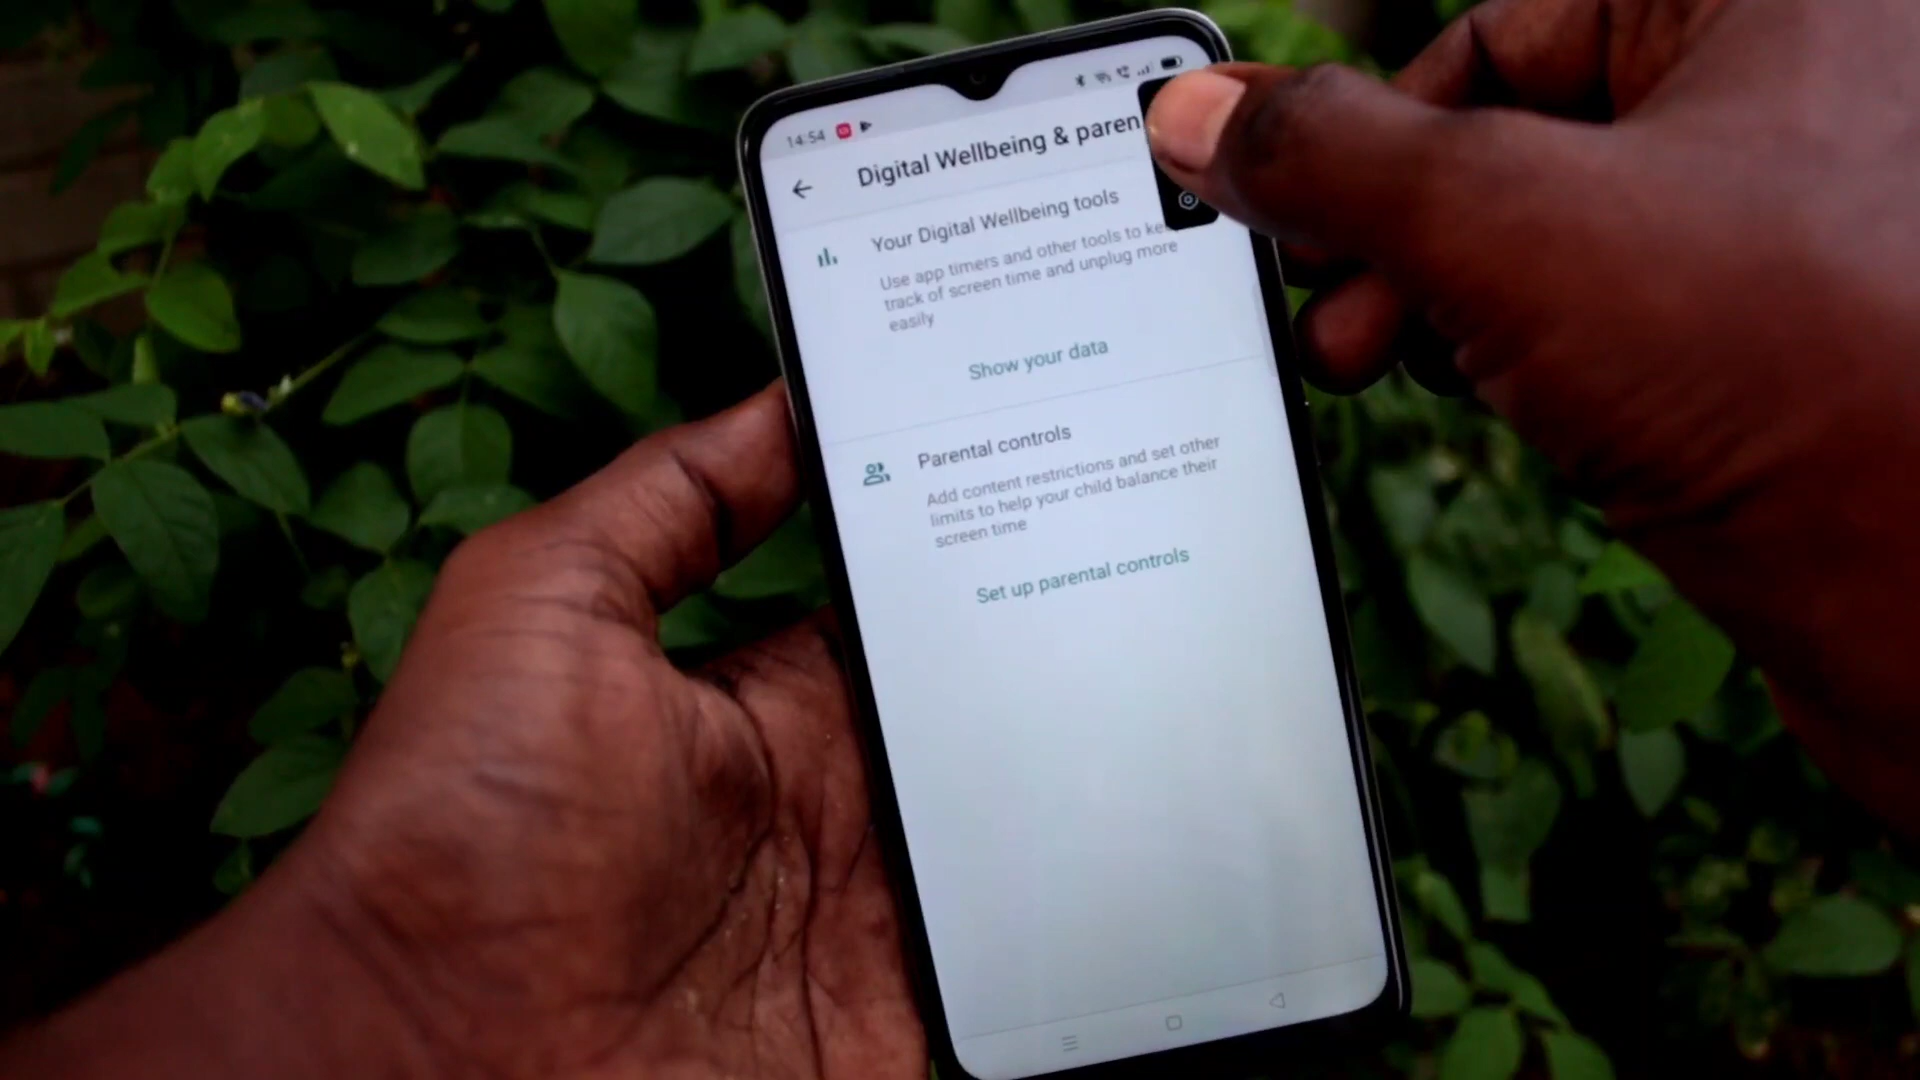 14:54
Digital Wellbeing & paren
Your Digital Wellbeing tools
Use app timers and other tools to
track of screen time and unplug more
easily
Show your data
Parental controls
Add content restrictions and set other
limits to help your child balance their
screen time
Set up parental controls